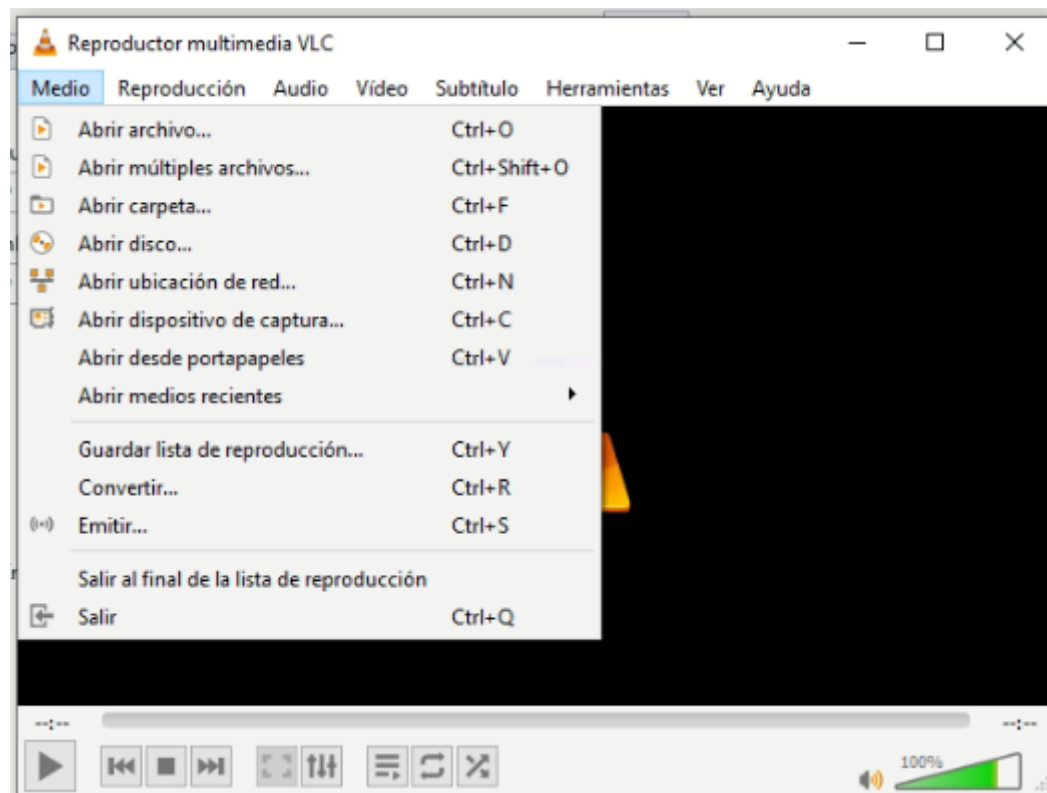 Reproductor multimedia VLC
Medio Reproducción Audio Vídeo Subtítulo Herramientas Ver Ayuda
Abrir archivo... Ctrl+O
Abrir múltiples archivos... Ctrl+Shift+O
Abrir carpeta... Ctrl+F
Abrir disco... Ctrl+D
Abrir ubicación de red... Ctrl+N
Abrir dispositivo de captura... Ctrl+C
Abrir desde portapapeles Ctrl+V
Abrir medios recientes
Guardar lista de reproducción... Ctrl+Y
Convertir... Ctrl+R
Emitir... Ctrl+S
Salir al final de la lista de reproducción
Salir Ctrl+Q
--:-- --:--
100%